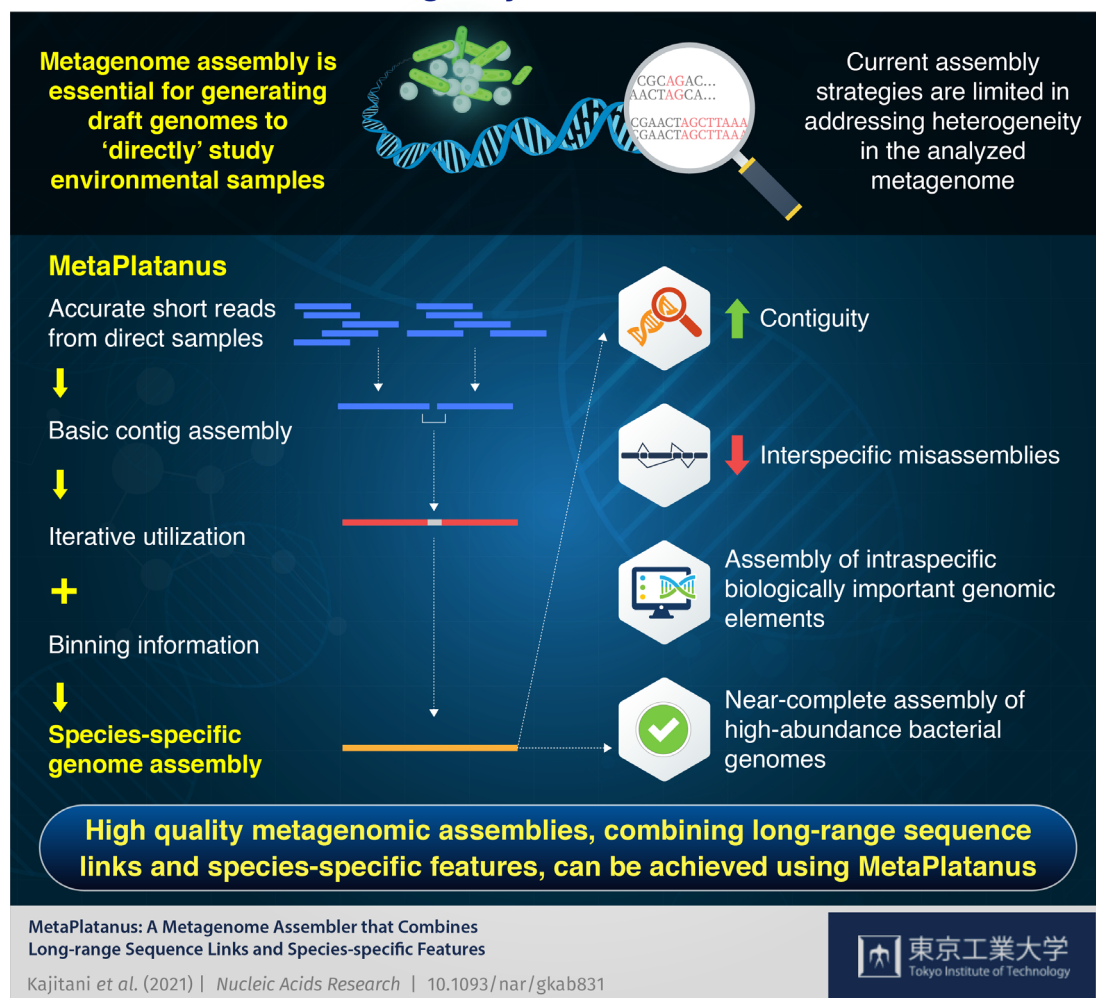 Metagenome assembly is
essential for generating
draft genomes to
‘directly’ study
environmental samples
CGCAGAC...
AACTAGCA...
CGAACTAGCTTAAA
CGAACTAGCTTAAA
Current assembly
strategies are limited in
addressing heterogeneity
in the analyzed
metagenome
MetaPlatanus
Accurate short reads
from direct samples
Basic contig assembly
Iterative utilization
+
Binning information
Species-specific
genome assembly
Contiguity
Interspecific misassemblies
Assembly of intraspecific
biologically important genomic
elements
Near-complete assembly of
high-abundance bacterial
genomes
High quality metagenomic assemblies, combining long-range sequence
links and species-specific features, can be achieved using MetaPlatanus
MetaPlatanus: A Metagenome Assembler that Combines
Long-range Sequence Links and Species-specific Features
Kajitani et al. (2021) | Nucleic Acids Research | 10.1093/nar/gkab831
東京工業大学
Tokyo Institute of Technology